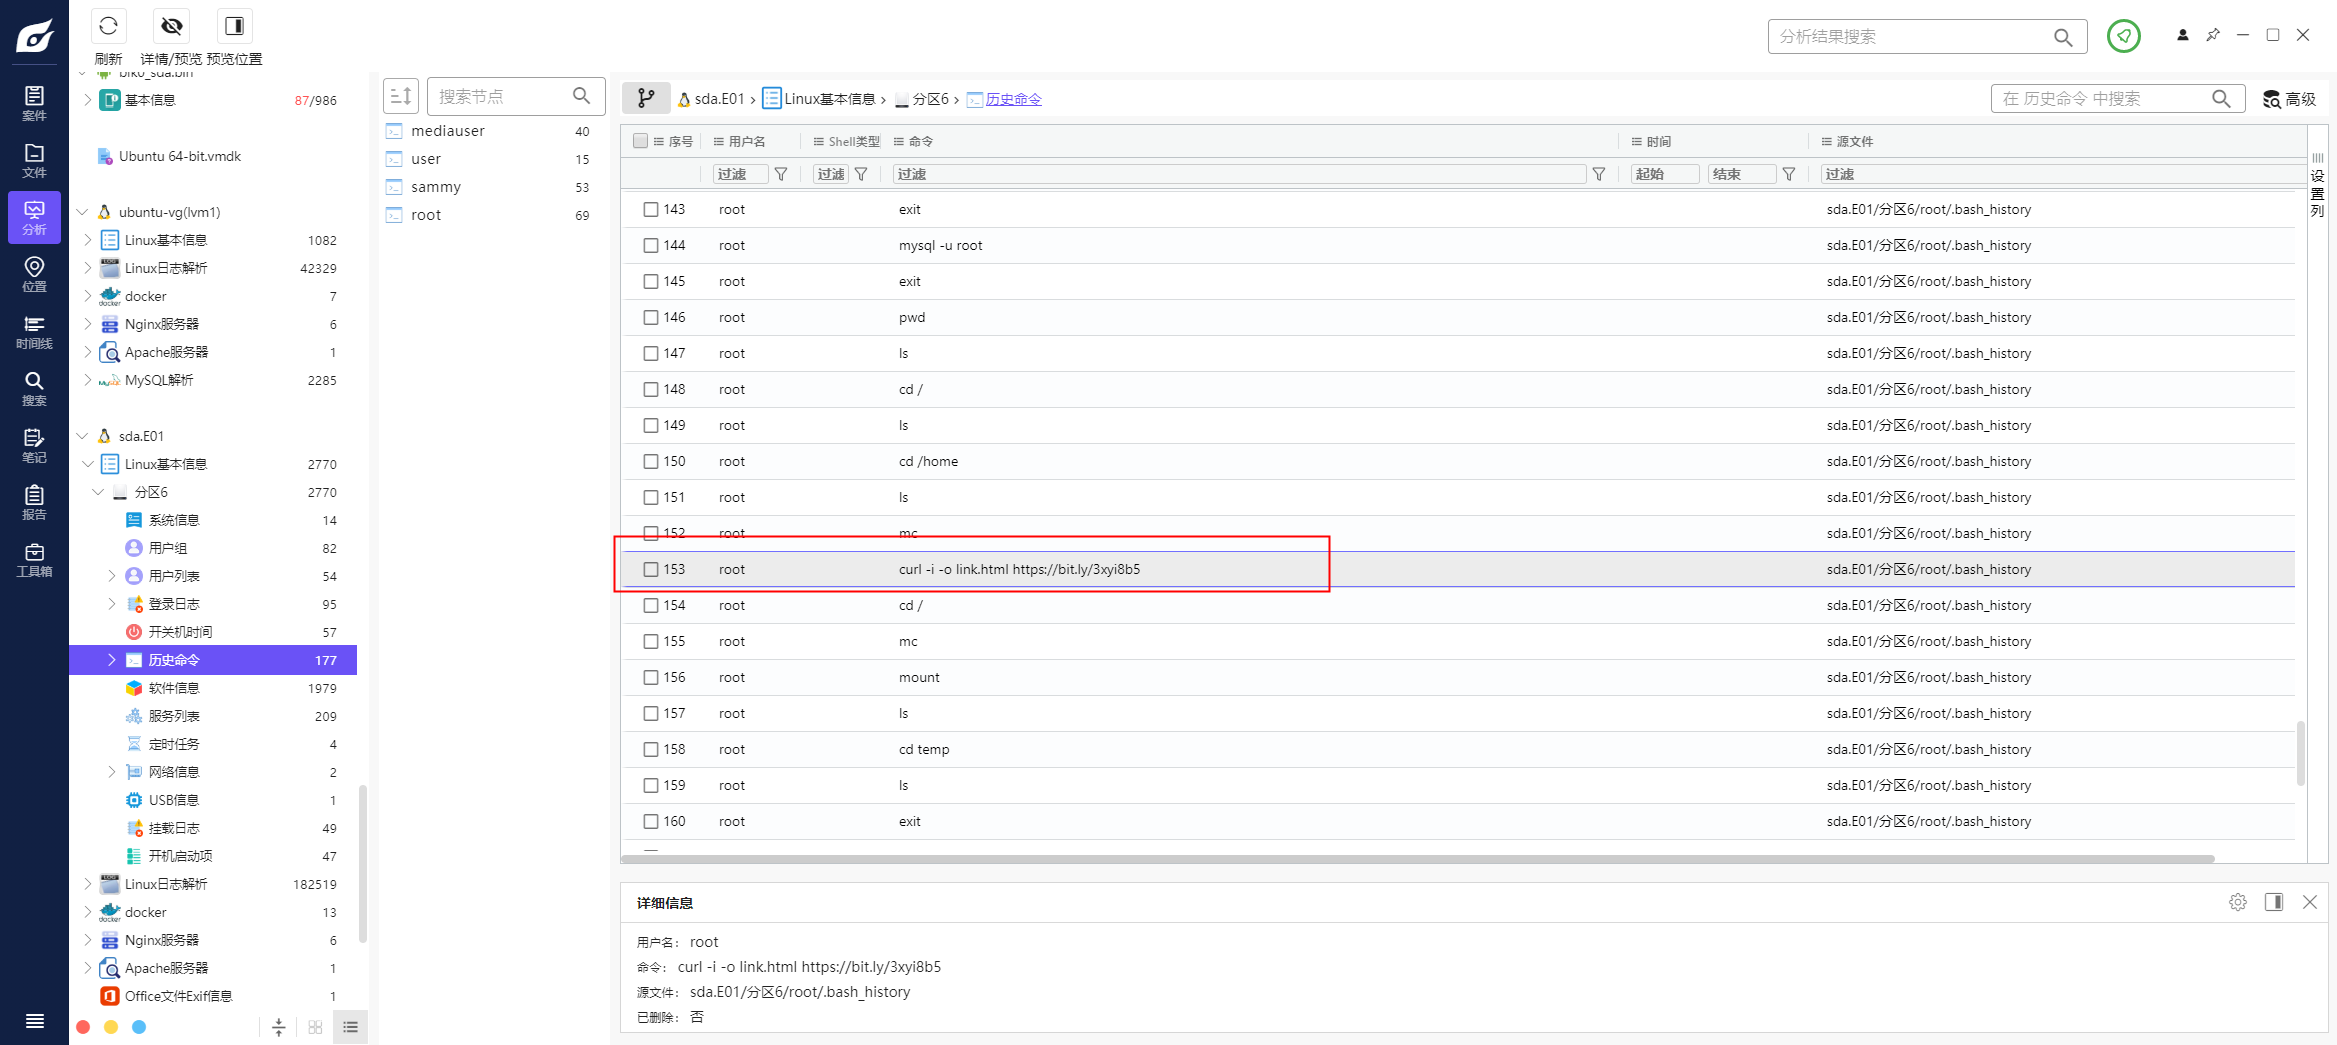 刷新 详情/预览 预览位置
分析结果搜索
案件
文件
分析
位置
时间线
搜索
笔记
报告
工具箱
biko_sda.bin
基本信息 87/986
Ubuntu 64-bit.vmdk
ubuntu-vg(lvm1)
Linux基本信息 1082
Linux日志解析 42329
docker 7
Nginx服务器 6
Apache服务器 1
MySQL解析 2285
sda.E01
Linux基本信息 2770
分区6 2770
系统信息 14
用户组 82
用户列表 54
登录日志 95
开关机时间 57
历史命令 177
软件信息 1979
服务列表 209
定时任务 4
网络信息 2
USB信息 1
挂载日志 49
开机启动项 47
Linux日志解析 182519
docker 13
Nginx服务器 6
Apache服务器 1
Office文件Exif信息 1
搜索节点
mediauser 40
user 15
sammy 53
root 69
sda.E01 › Linux基本信息 › 分区6 › 历史命令
在 历史命令 中搜索 高级
序号 用户名 Shell类型 命令 时间 源文件
过滤 过滤 过滤 起始 结束 过滤
设置列
143 root exit sda.E01/分区6/root/.bash_history
144 root mysql -u root sda.E01/分区6/root/.bash_history
145 root exit sda.E01/分区6/root/.bash_history
146 root pwd sda.E01/分区6/root/.bash_history
147 root ls sda.E01/分区6/root/.bash_history
148 root cd / sda.E01/分区6/root/.bash_history
149 root ls sda.E01/分区6/root/.bash_history
150 root cd /home sda.E01/分区6/root/.bash_history
151 root ls sda.E01/分区6/root/.bash_history
152 root mc sda.E01/分区6/root/.bash_history
153 root curl -i -o link.html https://bit.ly/3xyi8b5 sda.E01/分区6/root/.bash_history
154 root cd / sda.E01/分区6/root/.bash_history
155 root mc sda.E01/分区6/root/.bash_history
156 root mount sda.E01/分区6/root/.bash_history
157 root ls sda.E01/分区6/root/.bash_history
158 root cd temp sda.E01/分区6/root/.bash_history
159 root ls sda.E01/分区6/root/.bash_history
160 root exit sda.E01/分区6/root/.bash_history
详细信息
用户名： root
命令： curl -i -o link.html https://bit.ly/3xyi8b5
源文件： sda.E01/分区6/root/.bash_history
已删除： 否